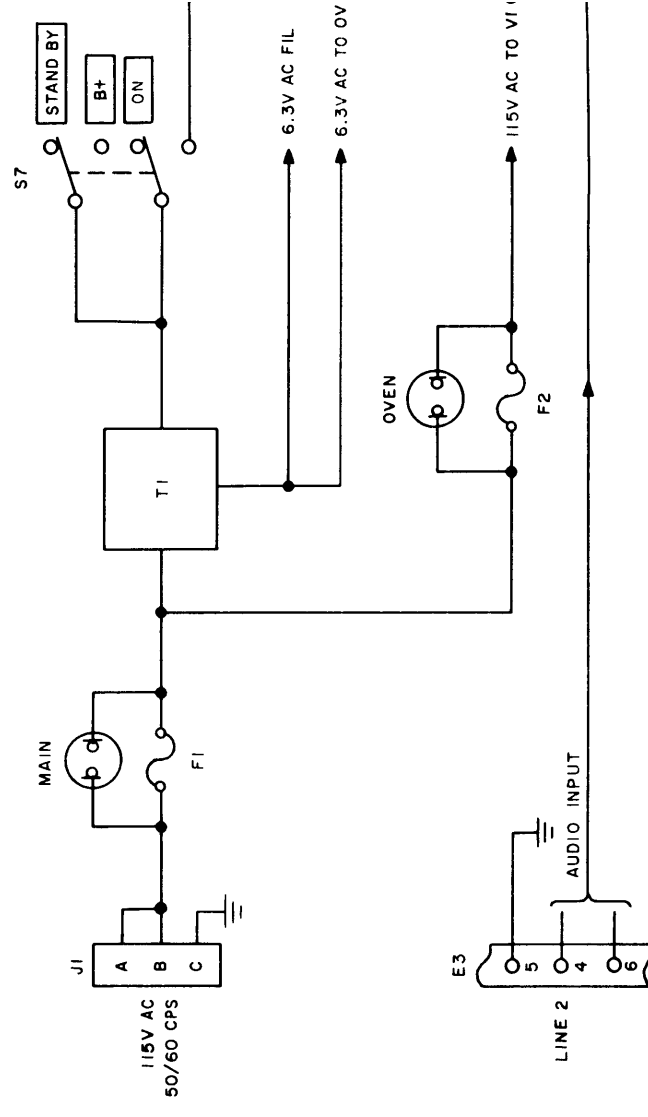 S7
STAND BY
B+
ON
6.3V AC FIL
6.3V AC TO OV
115V AC TO V1
T1
OVEN
F2
MAIN
F1
J1
A
B
C
115V AC
50/60 CPS
AUDIO INPUT
E3
5
4
6
LINE 2